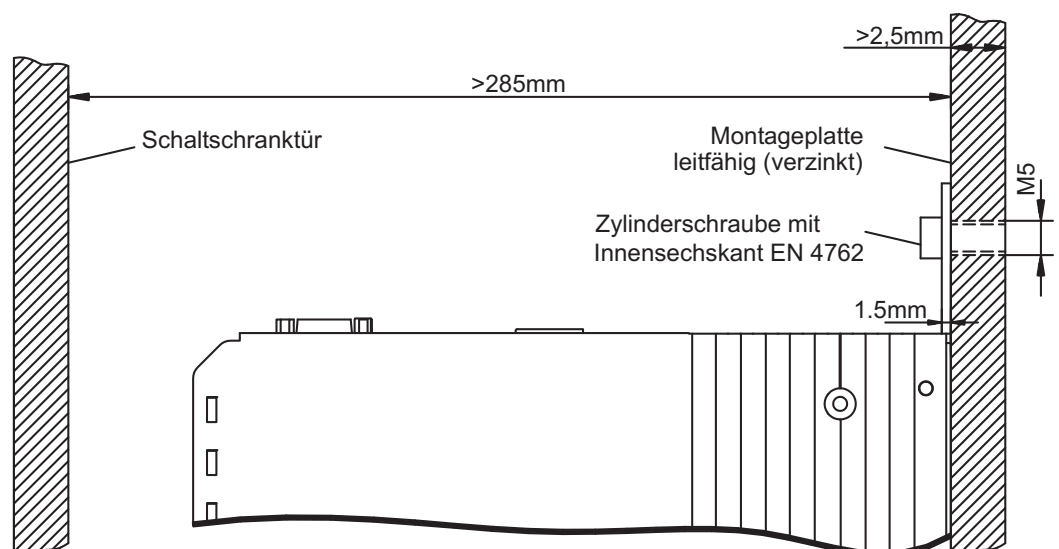 >2,5mm
>285mm
Schaltschranktür
Montageplatte
leitfähig (verzinkt)
M5
Zylinderschraube mit
Innensechskant EN 4762
1.5mm